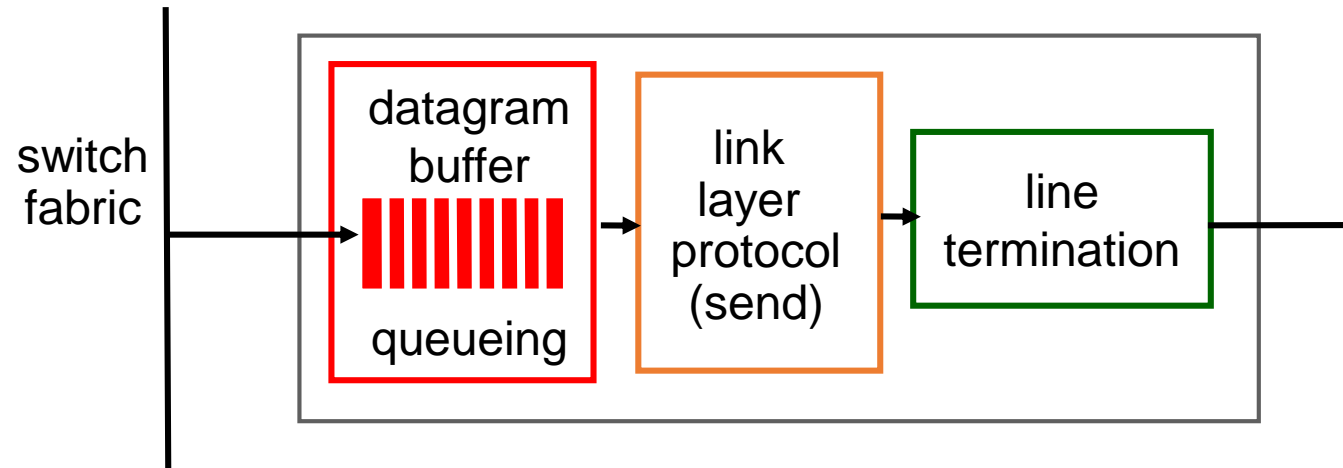 switch
fabric
datagram
buffer
queueing
link
layer
protocol
(send)
line
termination